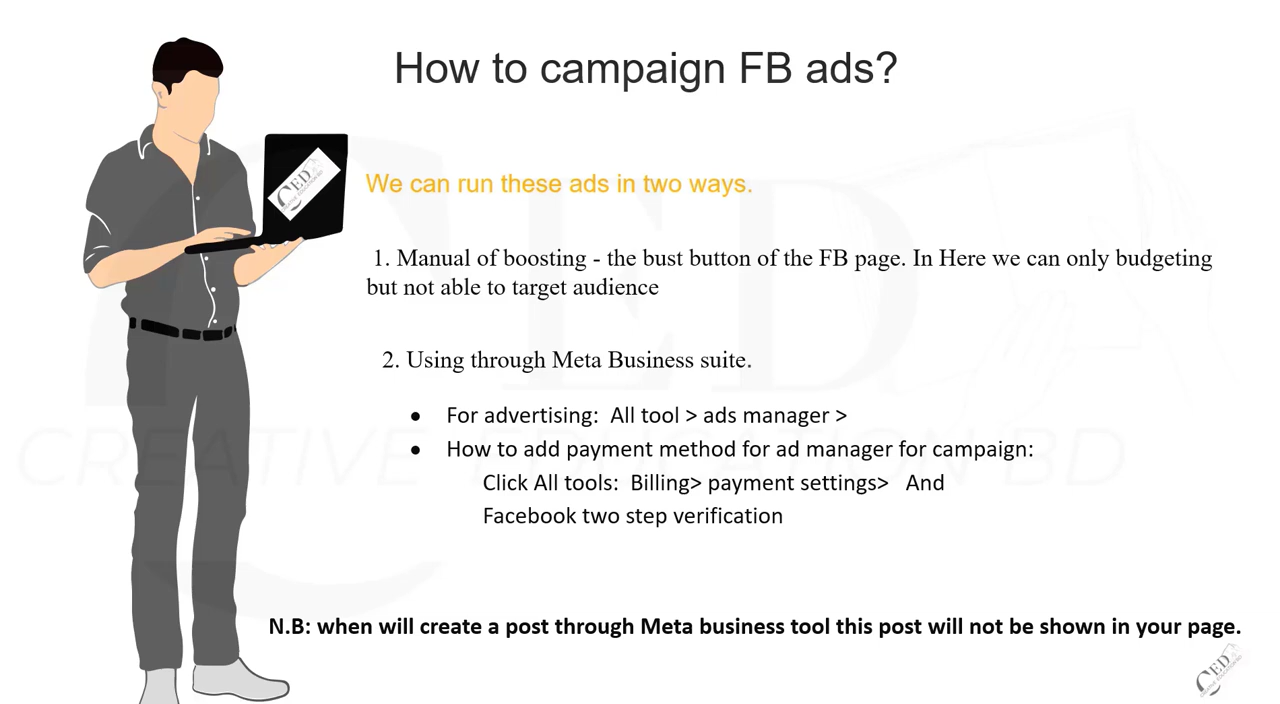 How to campaign FB ads?
We can run these ads in two ways.
1. Manual of boosting - the bust button of the FB page. In Here we can only budgeting
but not able to target audience
2. Using through Meta Business suite.
• For advertising: All tool > ads manager >
• How to add payment method for ad manager for campaign:
Click All tools: Billing> payment settings> And
Facebook two step verification
N.B: when will create a post through Meta business tool this post will not be shown in your page.
CED
CREATIVE EDUCATION BD